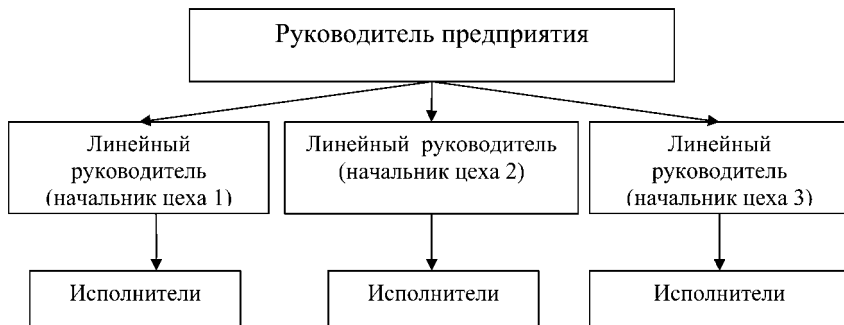 Руководитель предприятия
Линейный
руководитель
(начальник цеха 1)
Линейный руководитель
(начальник цеха 2)
Линейный
руководитель
(начальник цеха 3)
Исполнители
Исполнители
Исполнители